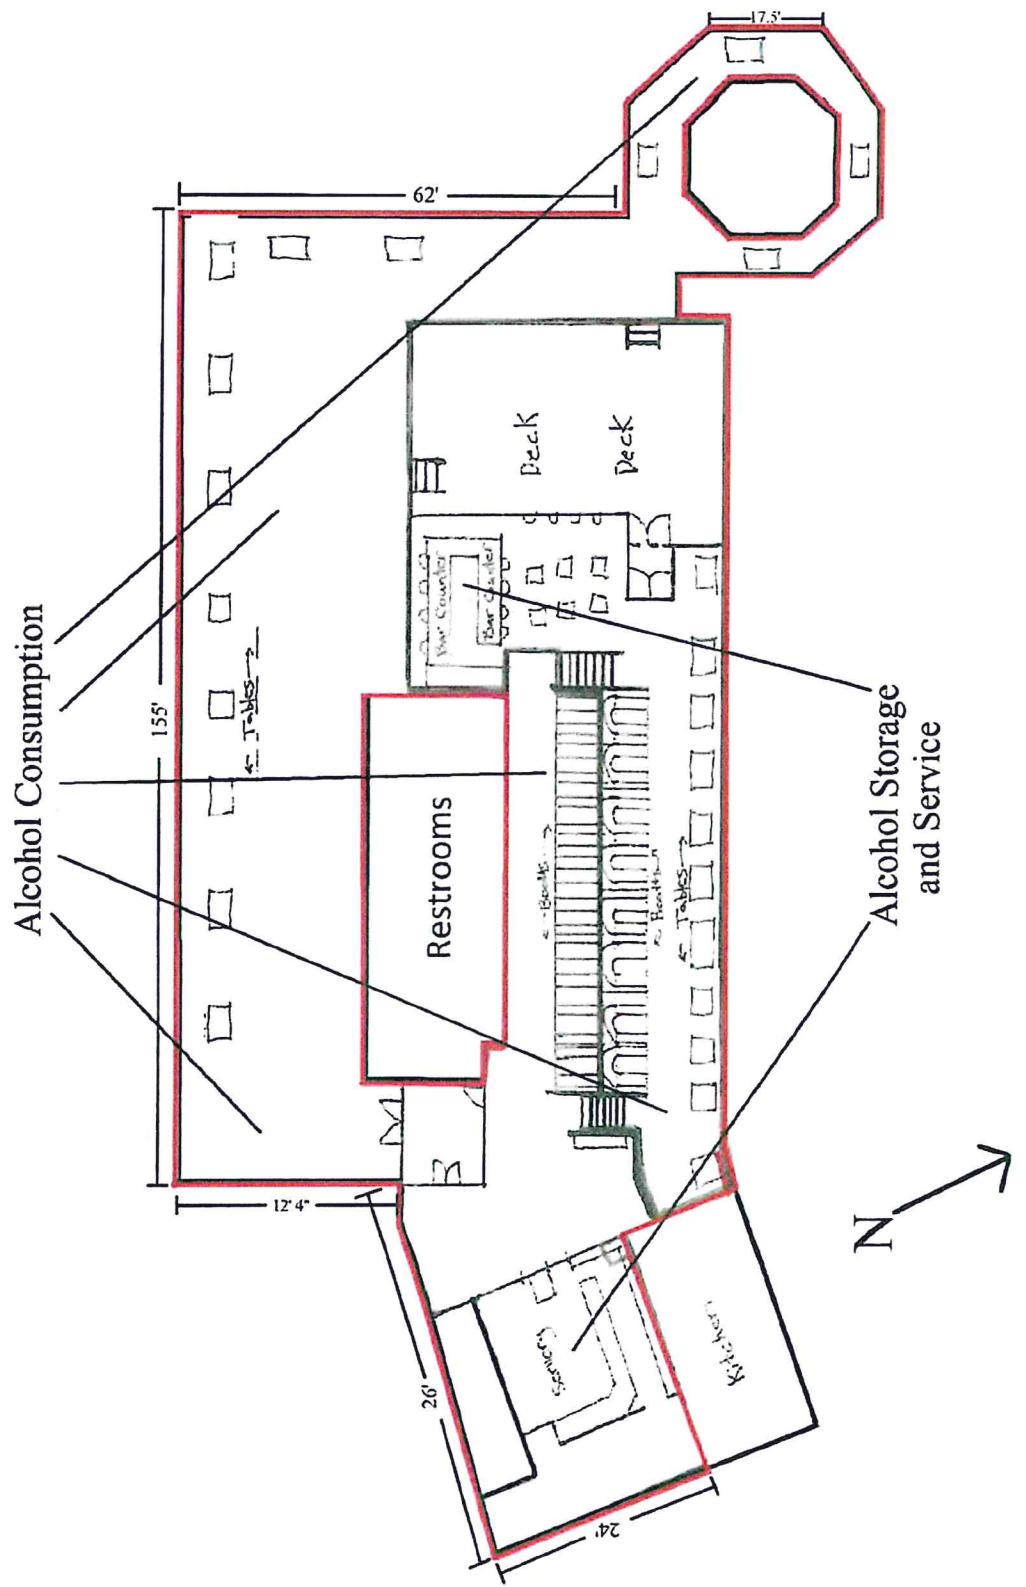 17.5'
62'
Alcohol Consumption
155'
Deck
Deck
Bar Counter
Bar Counter
Tables
Restrooms
Booths
Booths
Tables
Alcohol Storage
and Service
12' 4"
N
26'
Kitchen
24'